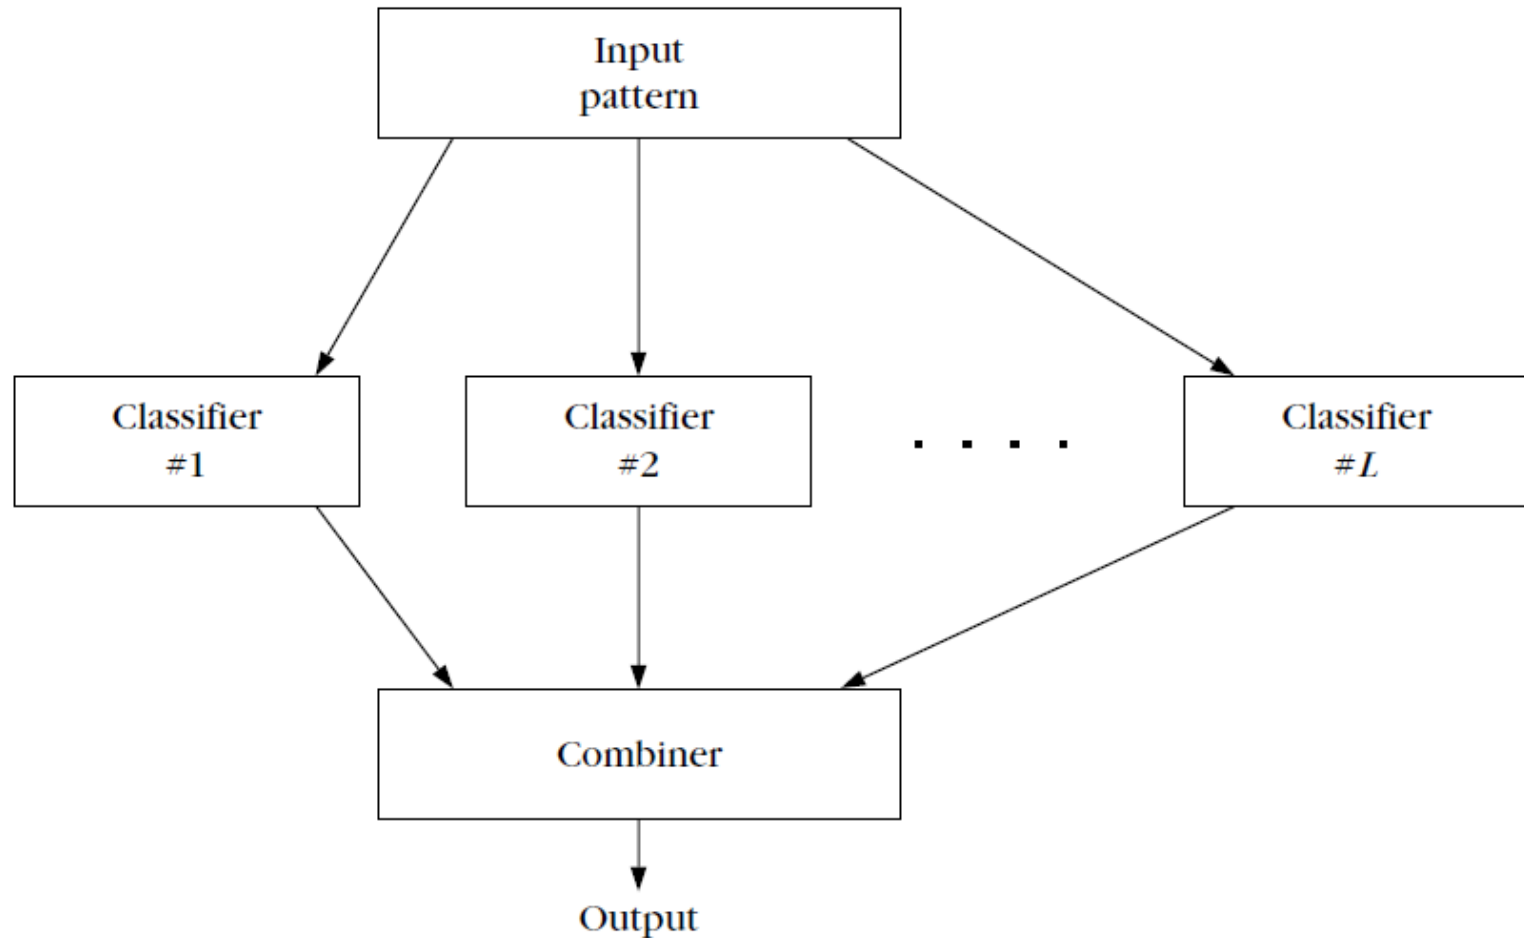 Input
pattern
Classifier
#1
Classifier
#2
. . . .
Classifier
#L
Combiner
Output